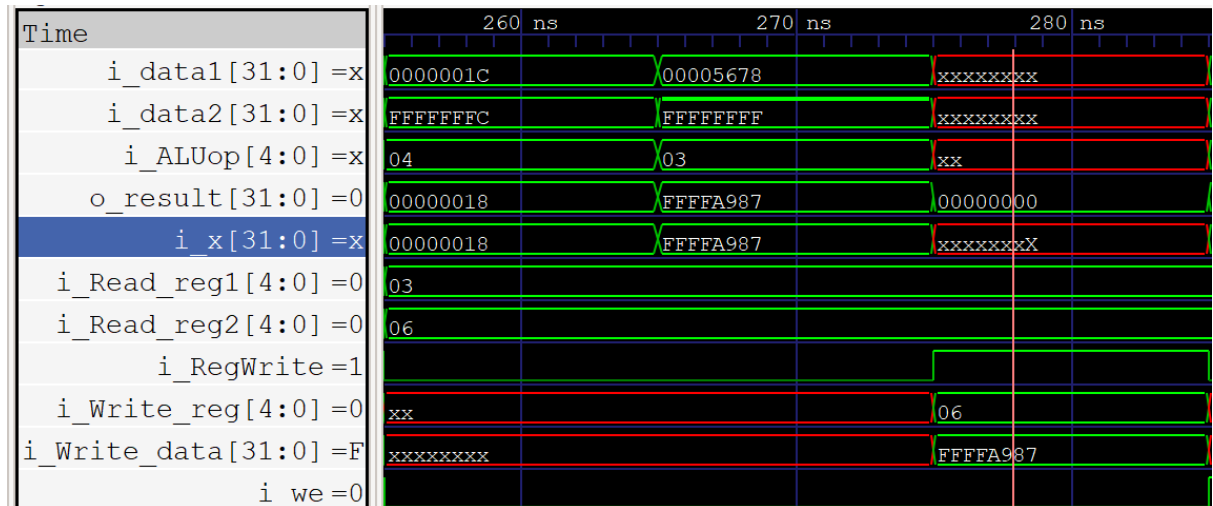 Time 260 ns 270 ns 280 ns
i_data1[31:0] =x 0000001C 00005678 xxxxxxxx
i_data2[31:0] =x FFFFFFFC FFFFFFFF xxxxxxxx
i_ALUop[4:0] =x 04 03 xx
o_result[31:0] =0 00000018 FFFFA987 00000000
i_x[31:0] =x 00000018 FFFFA987 xxxxxxxX
i_Read_reg1[4:0] =0 03
i_Read_reg2[4:0] =0 06
i_RegWrite =1
i_Write_reg[4:0] =0 xx 06
i_Write_data[31:0] =F xxxxxxxx FFFFA987
i_we =0